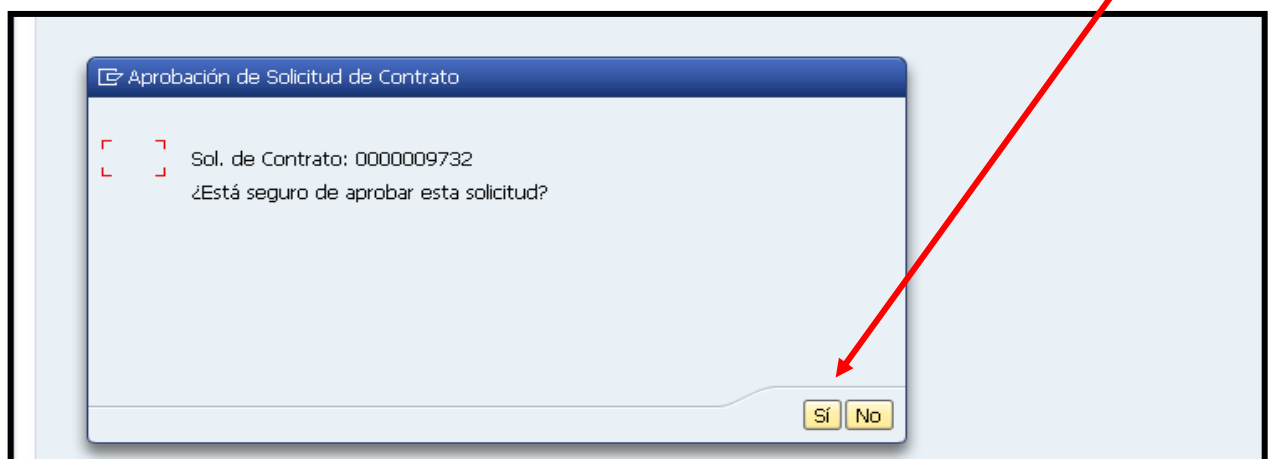 Aprobación de Solicitud de Contrato
Sol. de Contrato: 0000009732
¿Está seguro de aprobar esta solicitud?
Sí No